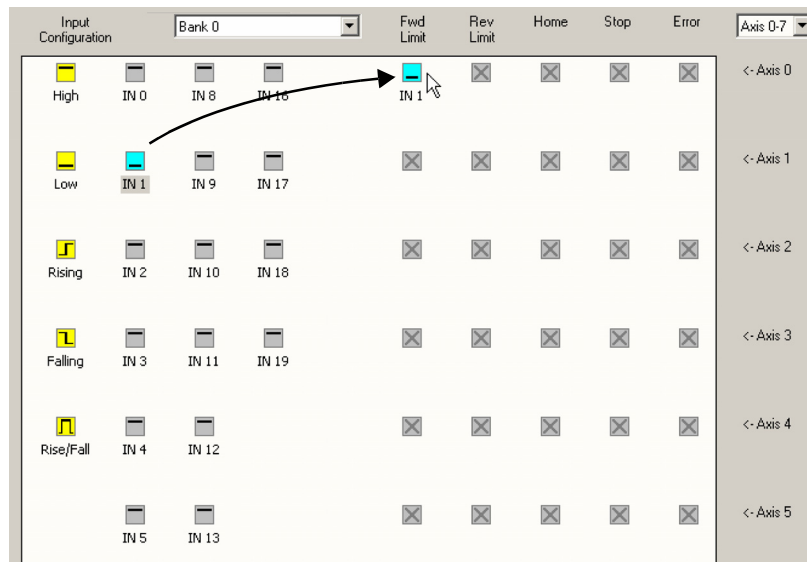 Input Configuration
Bank 0
Fwd Limit
Rev Limit
Home
Stop
Error
Axis 0-7
High
IN 0
IN 8
IN 16
IN 1
<- Axis 0
Low
IN 1
IN 9
IN 17
<- Axis 1
Rising
IN 2
IN 10
IN 18
<- Axis 2
Falling
IN 3
IN 11
IN 19
<- Axis 3
Rise/Fall
IN 4
IN 12
<- Axis 4
IN 5
IN 13
<- Axis 5